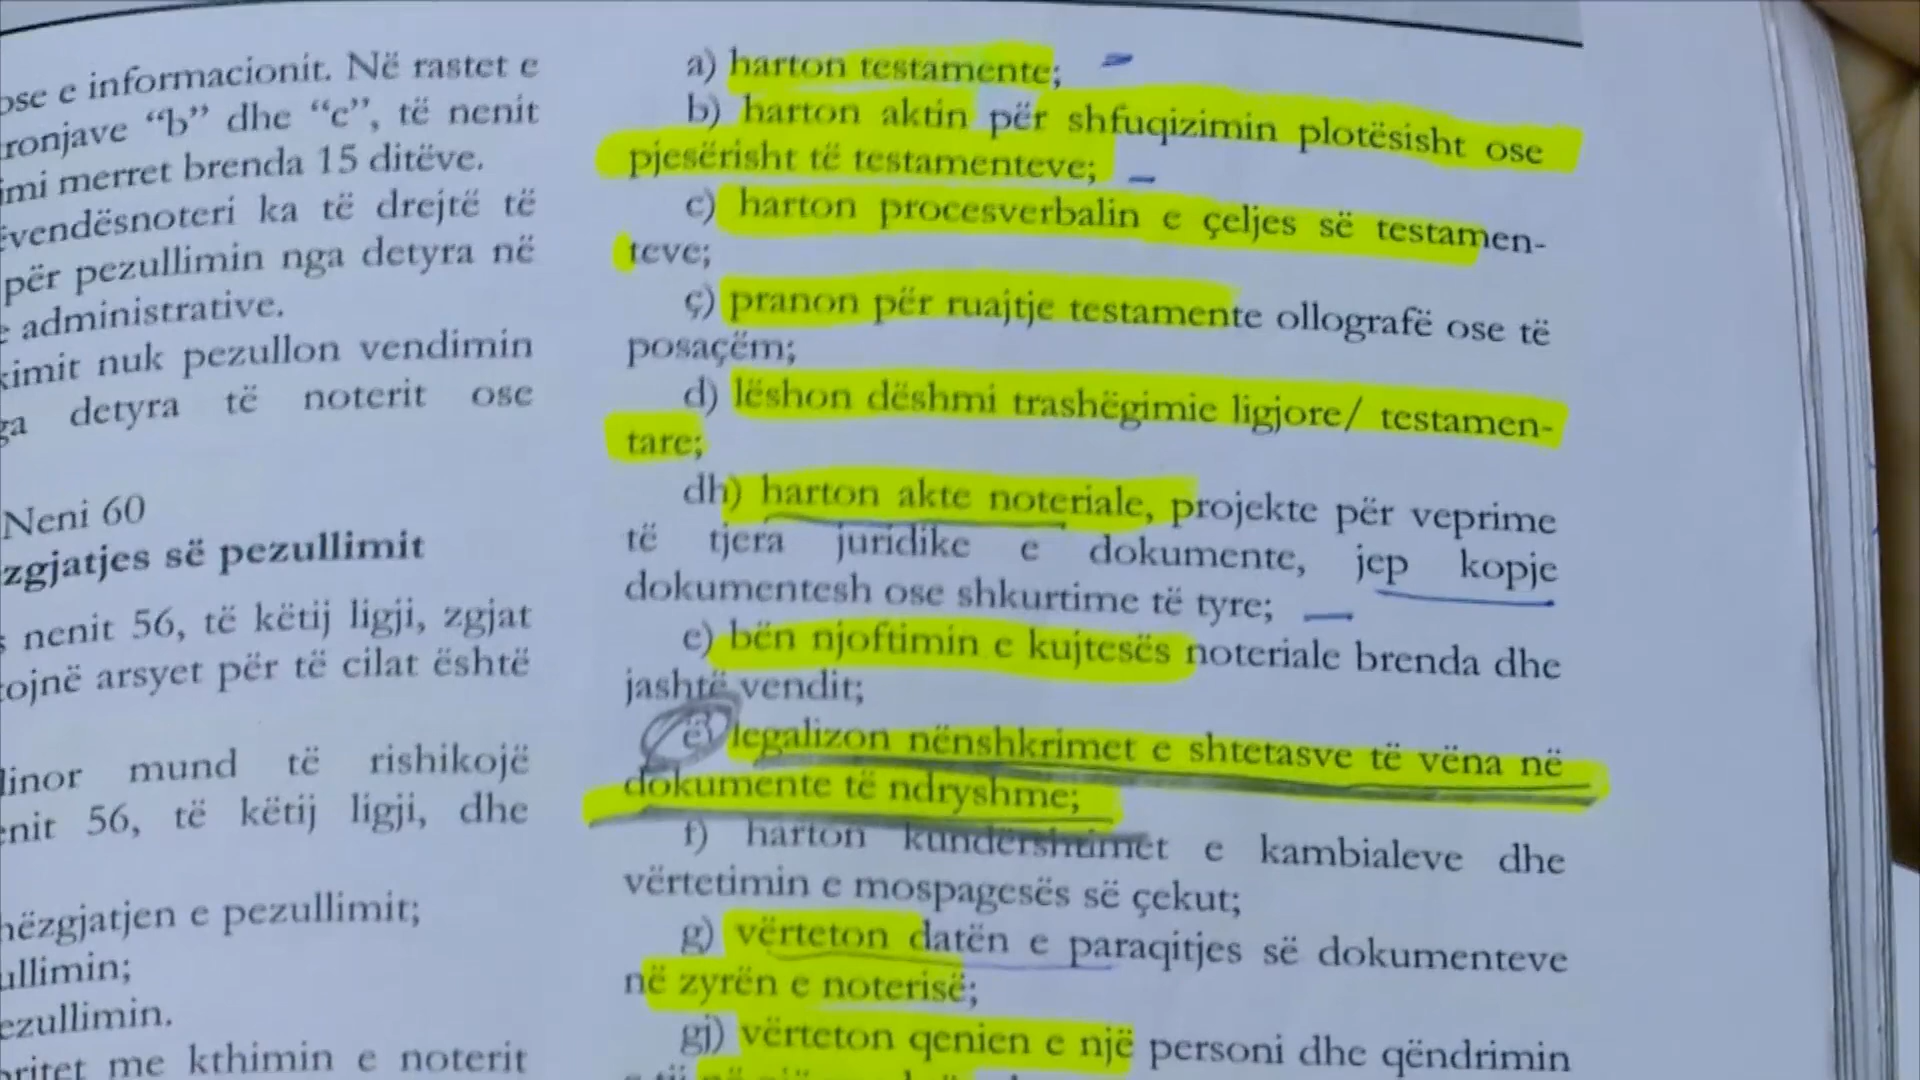 ose e informacionit. Në rastet e
ronjave “b” dhe “c”, të nenit
imi merret brenda 15 ditëve.
ëvendësnoteri ka të drejtë të
për pezullimin nga detyra në
e administrative.
kimit nuk pezullon vendimin
ga detyra të noterit ose
Neni 60
zgjatjes së pezullimit
s nenit 56, të këtij ligji, zgjat
tojnë arsyet për të cilat është
linor mund të rishikojë
enit 56, të këtij ligji, dhe
hëzgjatjen e pezullimit;
ullimin;
ezullimin.
oritet me kthimin e noterit
a) harton testamente;
b) harton aktin për shfuqizimin plotësisht ose
pjesërisht të testamenteve;
c) harton procesverbalin e çeljes së testamen-
teve;
ç) pranon për ruajtje testamente ollografë ose të
posaçëm;
d) lëshon dëshmi trashëgimie ligjore/ testamen-
tare;
dh) harton akte noteriale, projekte për veprime
të tjera juridike e dokumente, jep kopje
dokumentesh ose shkurtime të tyre;
e) bën njoftimin e kujtesës noteriale brenda dhe
jashtë vendit;
ë) legalizon nënshkrimet e shtetasve të vëna në
dokumente të ndryshme;
f) harton kundërshtimet e kambialeve dhe
vërtetimin e mospagesës së çekut;
g) vërteton datën e paraqitjes së dokumenteve
në zyrën e noterisë;
gj) vërteton qenien e një personi dhe qëndrimin